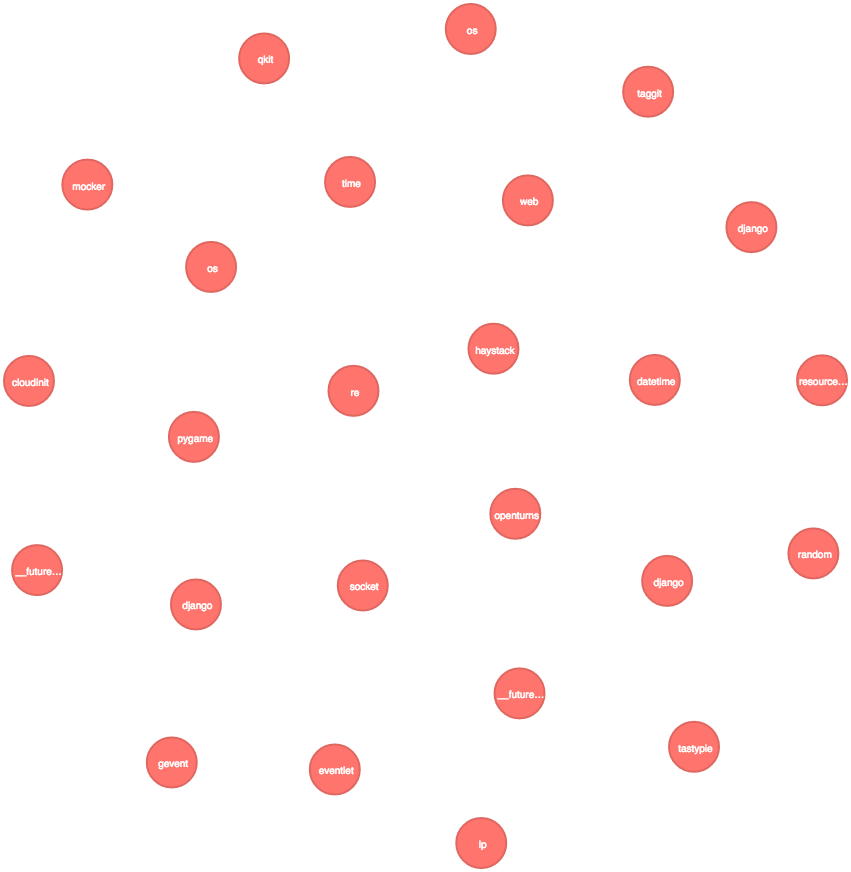 os
qkit
taggit
time
mocker
web
django
os
haystack
datetime
resource...
cloudinit
re
pygame
openturns
random
__future...
django
socket
django
__future...
tastypie
gevent
eventlet
lp